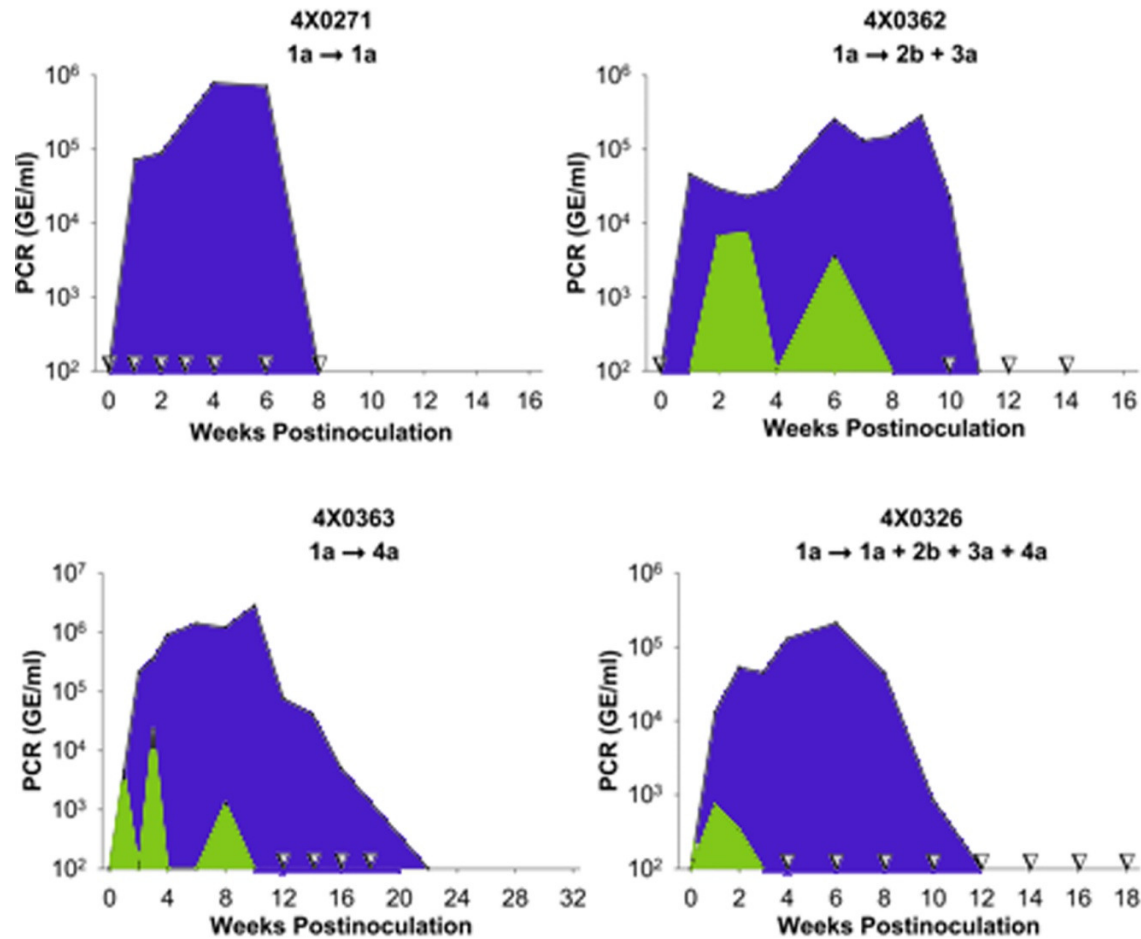 4X0271
1a → 1a
PCR (GE/ml)
10⁶
10⁵
10⁴
10³
10²
0 2 4 6 8 10 12 14 16
Weeks Postinoculation
4X0362
1a → 2b + 3a
PCR (GE/ml)
10⁶
10⁵
10⁴
10³
10²
0 2 4 6 8 10 12 14 16
Weeks Postinoculation
4X0363
1a → 4a
PCR (GE/ml)
10⁷
10⁶
10⁵
10⁴
10³
10²
0 4 8 12 16 20 24 28 32
Weeks Postinoculation
4X0326
1a → 1a + 2b + 3a + 4a
PCR (GE/ml)
10⁶
10⁵
10⁴
10³
10²
0 2 4 6 8 10 12 14 16 18
Weeks Postinoculation